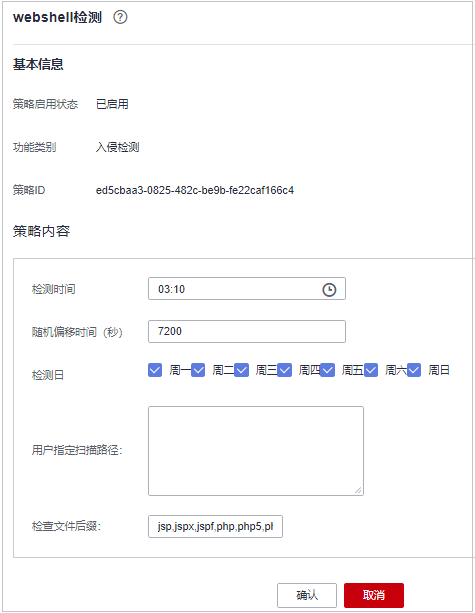 webshell检测 ?
基本信息
策略启用状态 已启用
功能类别 入侵检测
策略ID ed5cbaa3-0825-482c-be9b-fe22caf166c4
策略内容
检测时间 03:10
随机偏移时间（秒） 7200
检测日 周一 周二 周三 周四 周五 周六 周日
用户指定扫描路径：
检查文件后缀： jsp,jspx,jspf,php,php5,ph
确认 取消